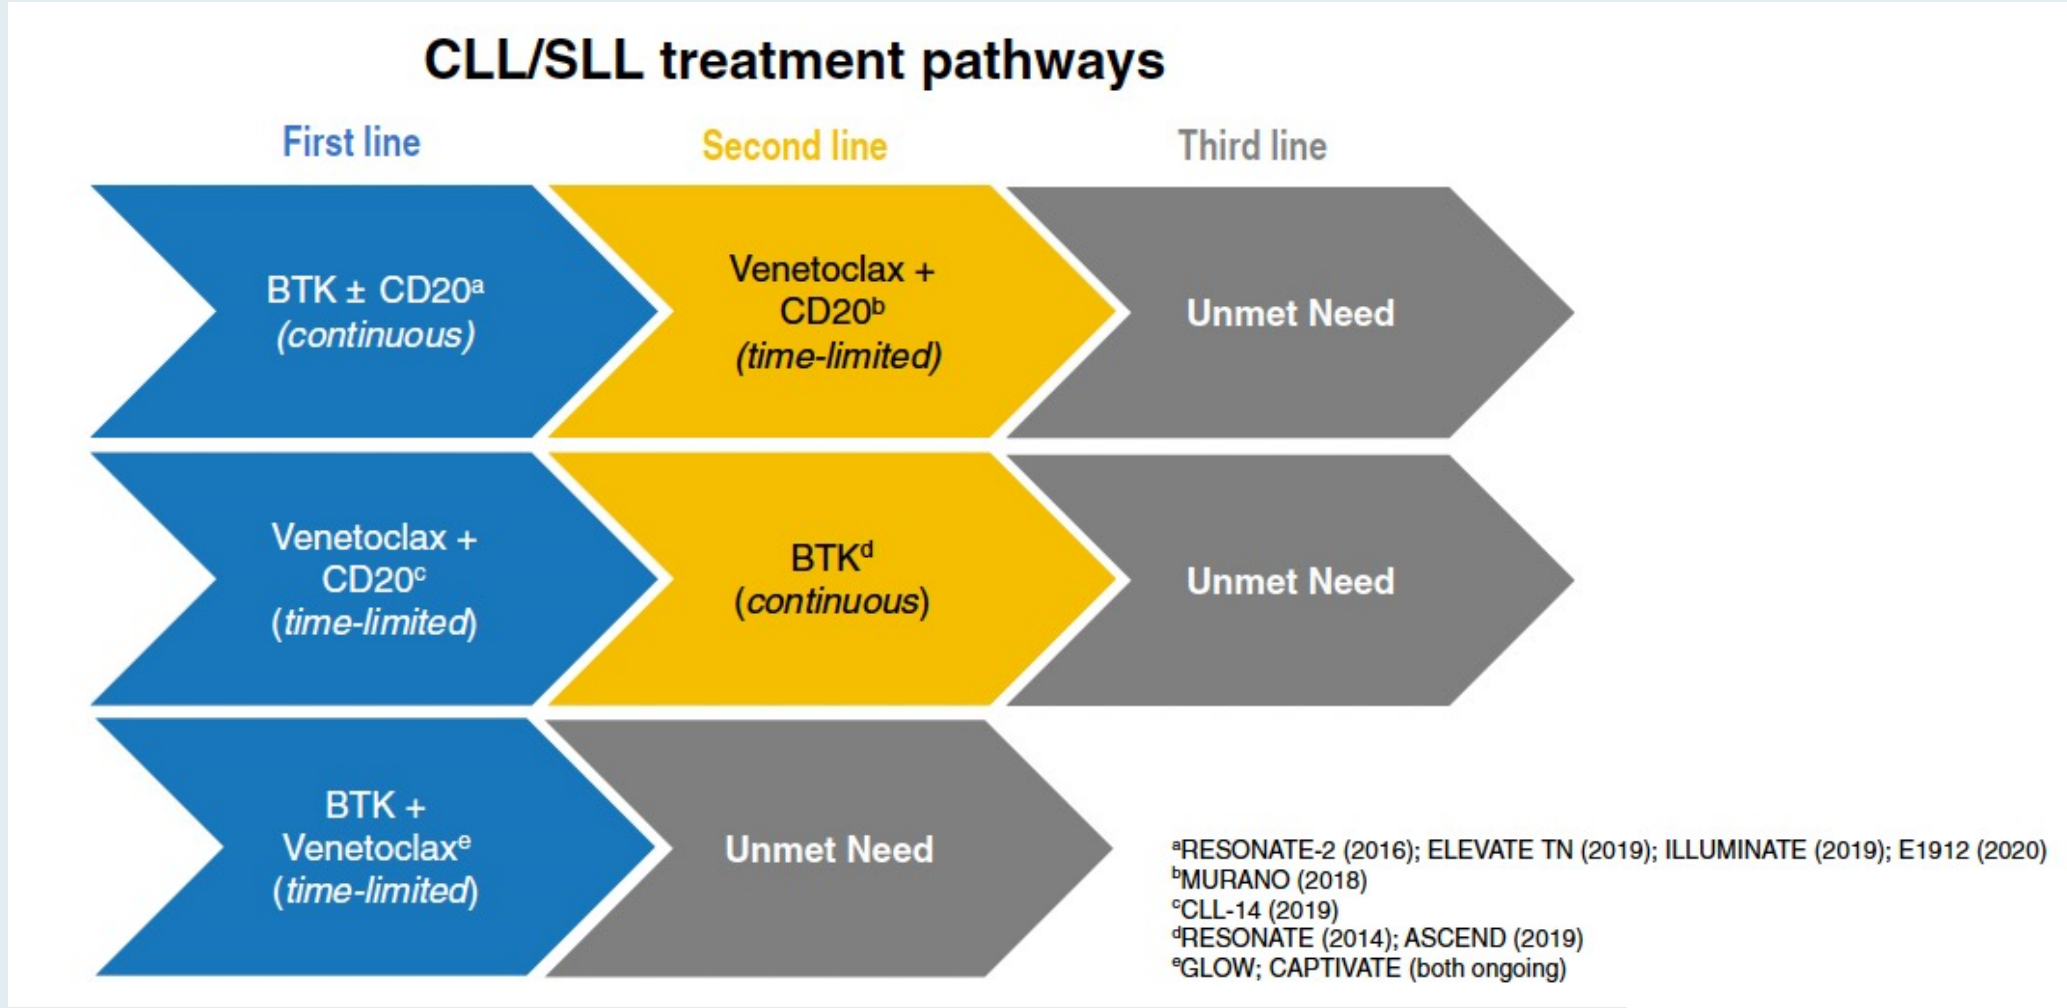 CLL/SLL treatment pathways
First line
Second line
Third line
BTK ± CD20ᵃ
(continuous)
Venetoclax +
CD20ᵇ
(time-limited)
Unmet Need
Venetoclax +
CD20ᶜ
(time-limited)
BTKᵈ
(continuous)
Unmet Need
BTK +
Venetoclaxᵉ
(time-limited)
Unmet Need
ᵃRESONATE-2 (2016); ELEVATE TN (2019); ILLUMINATE (2019); E1912 (2020)
ᵇMURANO (2018)
ᶜCLL-14 (2019)
ᵈRESONATE (2014); ASCEND (2019)
ᵉGLOW; CAPTIVATE (both ongoing)